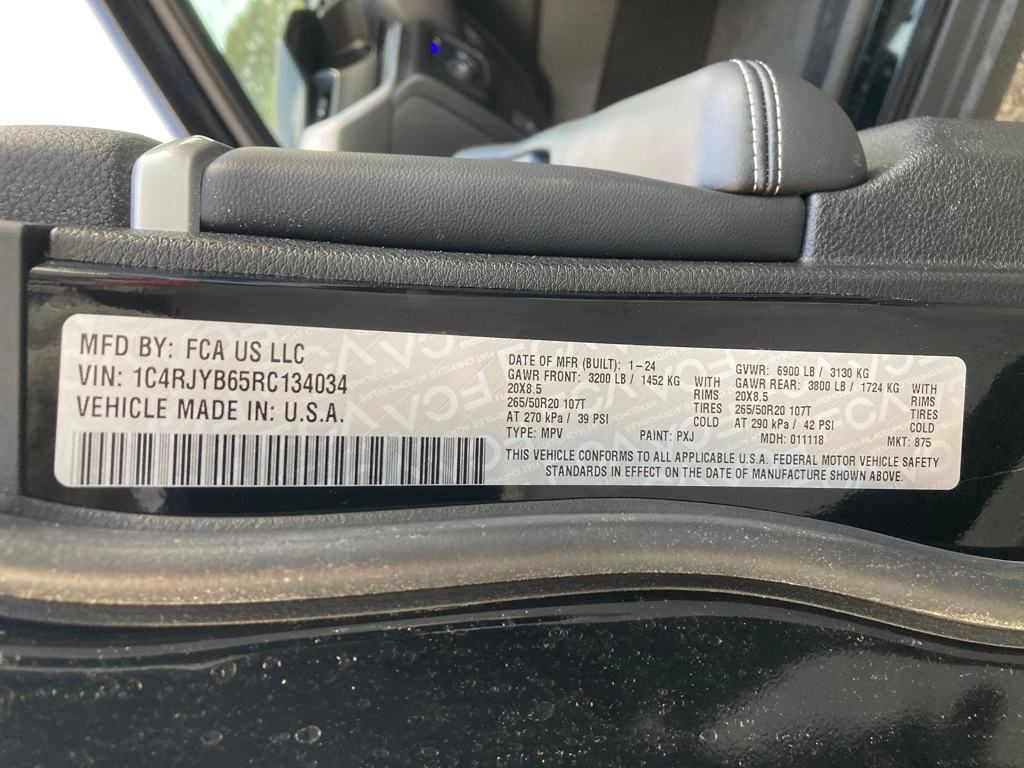 MFD BY: FCA US LLC
VIN: 1C4RJYB65RC134034
VEHICLE MADE IN: U.S.A.
DATE OF MFR (BUILT): 1-24
GAWR FRONT: 3200 LB / 1452 KG WITH
20X8.5 RIMS
265/50R20 107T TIRES
AT 270 kPa / 39 PSI COLD
TYPE: MPV PAINT: PXJ
GVWR: 6900 LB / 3130 KG
GAWR REAR: 3800 LB / 1724 KG WITH
20X8.5 RIMS
265/50R20 107T TIRES
AT 290 kPa / 42 PSI COLD
MDH: 011118 MKT: 875
THIS VEHICLE CONFORMS TO ALL APPLICABLE U.S.A. FEDERAL MOTOR VEHICLE SAFETY
STANDARDS IN EFFECT ON THE DATE OF MANUFACTURE SHOWN ABOVE.